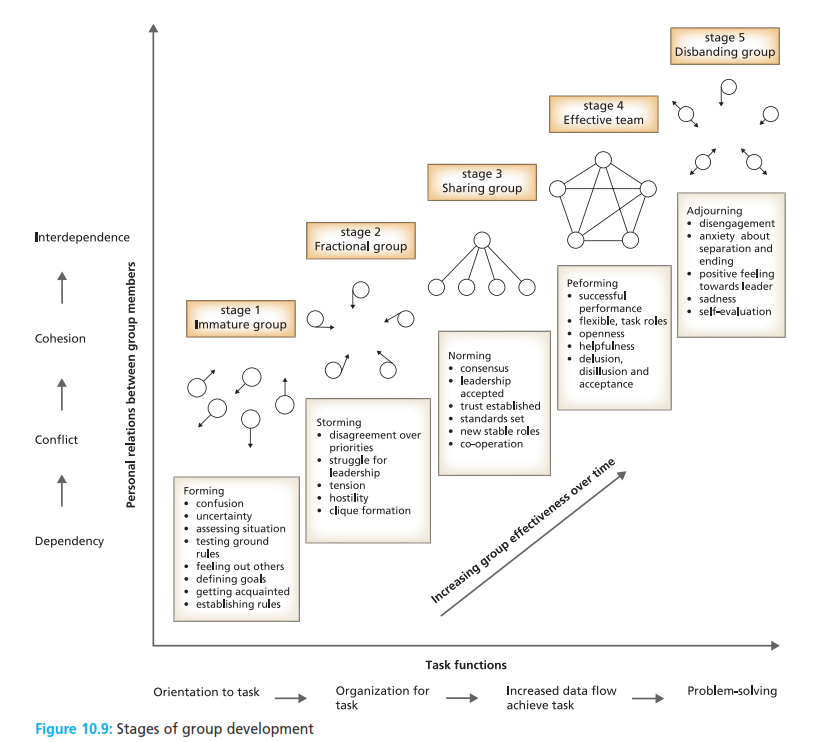 stage 5
Disbanding group
stage 4
Effective team
stage 3
Sharing group
stage 2
Fractional group
stage 1
Immature group
Interdependence
Cohesion
Conflict
Dependency
Personal relations between group members
Forming
• confusion
• uncertainty
• assessing situation
• testing ground
rules
• feeling out others
• defining goals
• getting acquainted
• establishing rules
Storming
• disagreement over
priorities
• struggle for
leadership
• tension
• hostility
• clique formation
Norming
• consensus
• leadership
accepted
• trust established
• standards set
• new stable roles
• co-operation
Peforming
• successful
performance
• flexible, task roles
• openness
• helpfulness
• delusion,
disillusion and
acceptance
Adjourning
• disengagement
• anxiety about
separation and
ending
• positive feeling
towards leader
• sadness
• self-evaluation
Increasing group effectiveness over time
Task functions
Orientation to task
Organization for
task
Increased data flow
achieve task
Problem-solving
Figure 10.9: Stages of group development